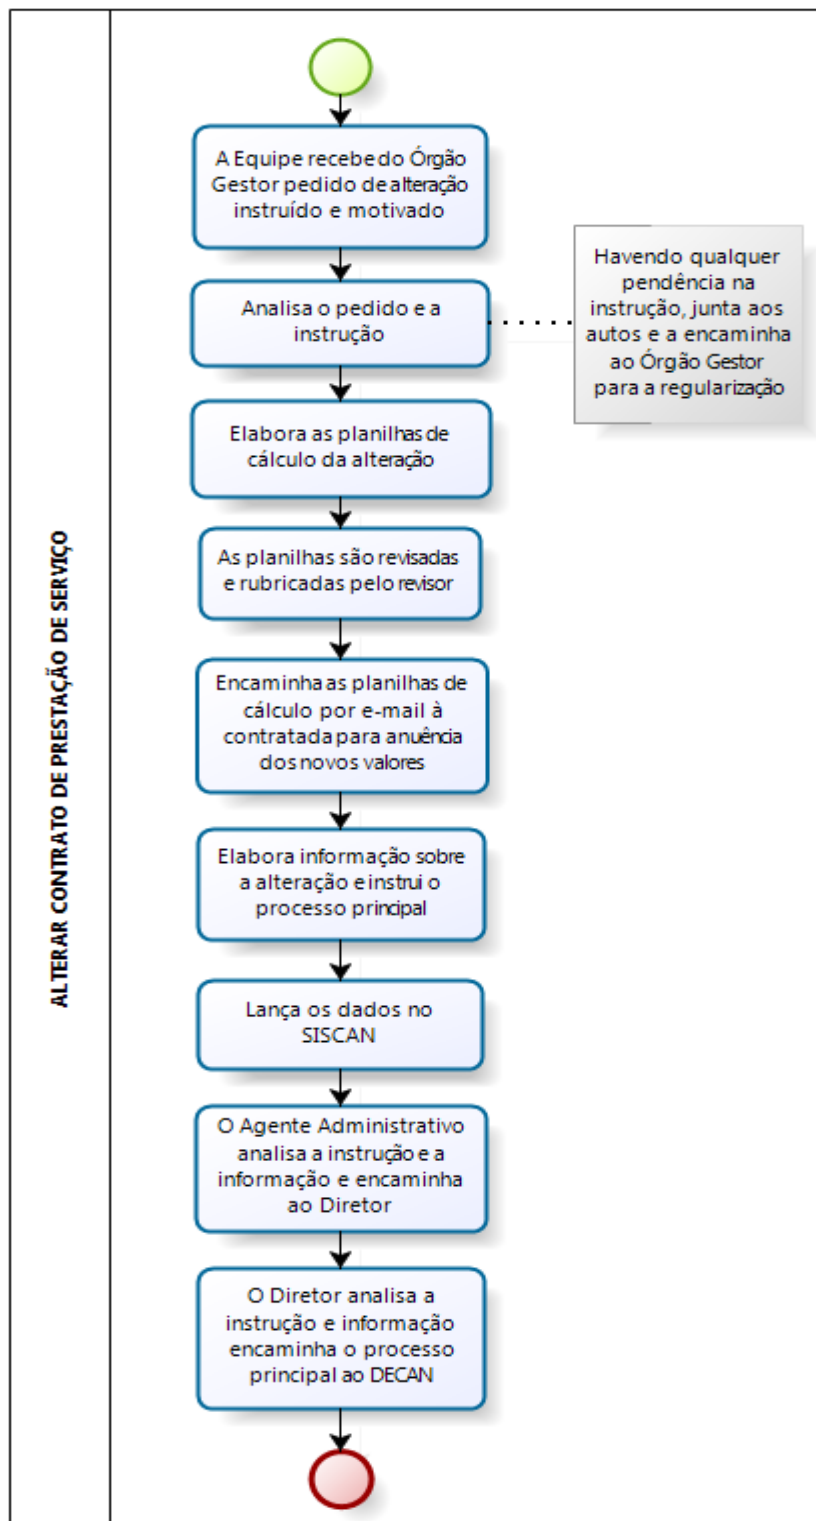 ALTERAR CONTRATO DE PRESTAÇÃO DE SERVIÇO
A Equipe recebe do Órgão
Gestor pedido de alteração
instruído e motivado
Analisa o pedido e a
instrução
Havendo qualquer
pendência na
instrução, junta aos
autos e a encaminha
ao Órgão Gestor
para a regularização
Elabora as planilhas de
cálculo da alteração
As planilhas são revisadas
e rubricadas pelo revisor
Encaminha as planilhas de
cálculo por e-mail à
contratada para anuência
dos novos valores
Elabora informação sobre
a alteração e instrui o
processo principal
Lança os dados no
SISCAN
O Agente Administrativo
analisa a instrução e a
informação e encaminha
ao Diretor
O Diretor analisa a
instrução e informação
encaminha o processo
principal ao DECAN